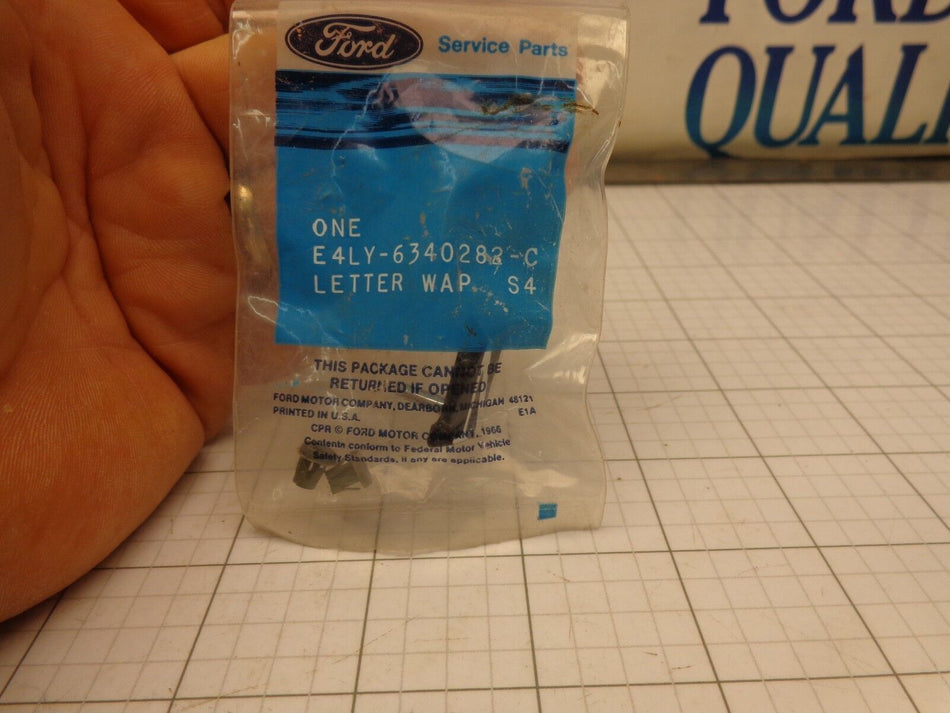 Ford Service Parts
ONE
E4LY-6340282-C
LETTER WAP S4
THIS PACKAGE CANNOT BE
RETURNED IF OPENED
FORD MOTOR COMPANY, DEARBORN, MICHIGAN 48121
PRINTED IN U.S.A. E1A
CPR © FORD MOTOR COMPANY, 1966
Contents conform to Federal Motor Vehicle
Safety Standards, if any are applicable.
QUAL